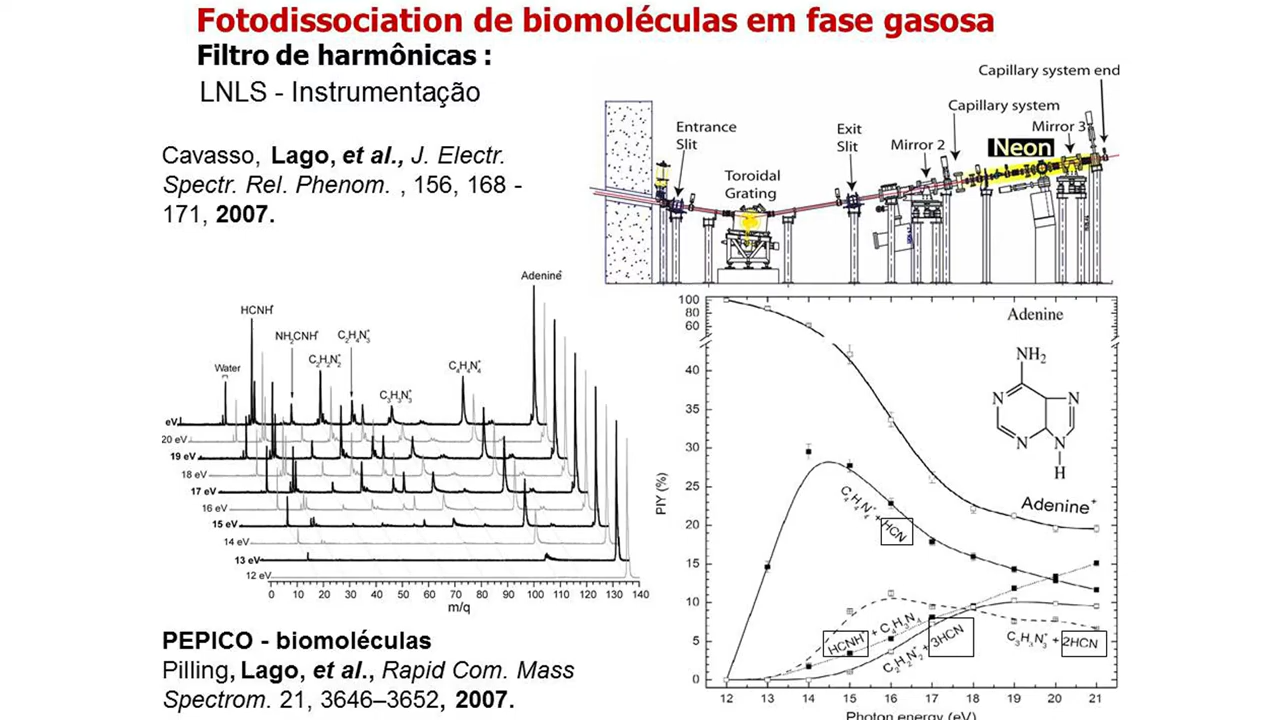 Fotodissociation de biomoléculas em fase gasosa
Filtro de harmônicas :
LNLS - Instrumentação
Cavasso, Lago, et al., J. Electr.
Spectr. Rel. Phenom. , 156, 168 -
171, 2007.
Capillary system end
Capillary system
Mirror 3
Neon
Entrance
Slit
Exit
Slit
Mirror 2
Toroidal
Grating
Adenine⁺
HCNH⁺
NH₂CNH⁺
C₂H₄N₃⁺
C₂H₂N₂⁺
C₄H₄N₄⁺
Water
C₃H₃N₃⁺
eV
20 eV
19 eV
18 eV
17 eV
16 eV
15 eV
14 eV
13 eV
12 eV
0 10 20 30 40 50 60 70 80 90 100 110 120 130 140
m/q
100
80
60
40
35
30
25
20
15
10
5
0
PIY (%)
Adenine
NH₂
N
N
N
N
H
Adenine⁺
C₄H₄N₄⁺ + HCN
HCNH⁺ + C₄H₃N₄
C₂H₂N₂⁺ + 3HCN
C₃H₃N₃⁺ + 2HCN
12 13 14 15 16 17 18 19 20 21
Photon energy (eV)
PEPICO - biomoléculas
Pilling, Lago, et al., Rapid Com. Mass
Spectrom. 21, 3646–3652, 2007.